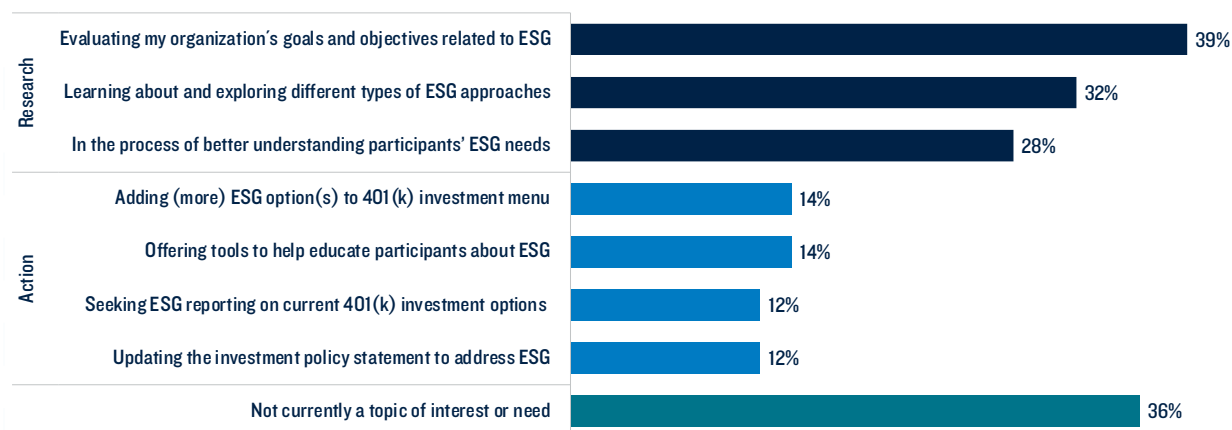 Research
Evaluating my organization´s goals and objectives related to ESG 39%
Learning about and exploring different types of ESG approaches 32%
In the process of better understanding participants’ ESG needs 28%
Action
Adding (more) ESG option(s) to 401(k) investment menu 14%
Offering tools to help educate participants about ESG 14%
Seeking ESG reporting on current 401(k) investment options 12%
Updating the investment policy statement to address ESG 12%
Not currently a topic of interest or need 36%